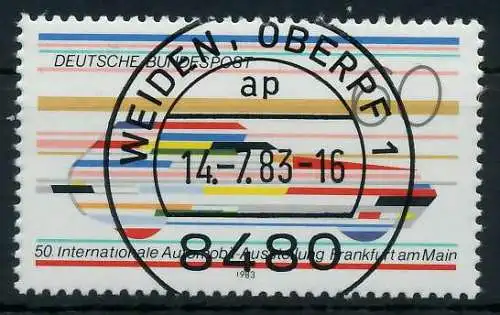 DEUTSCHE BUNDESPOST
60
WEIDEN, OBERPF 1
ap
14.-7.83-16
8480
50 Internationale Automobil-Ausstellung Frankfurt am Main
1983